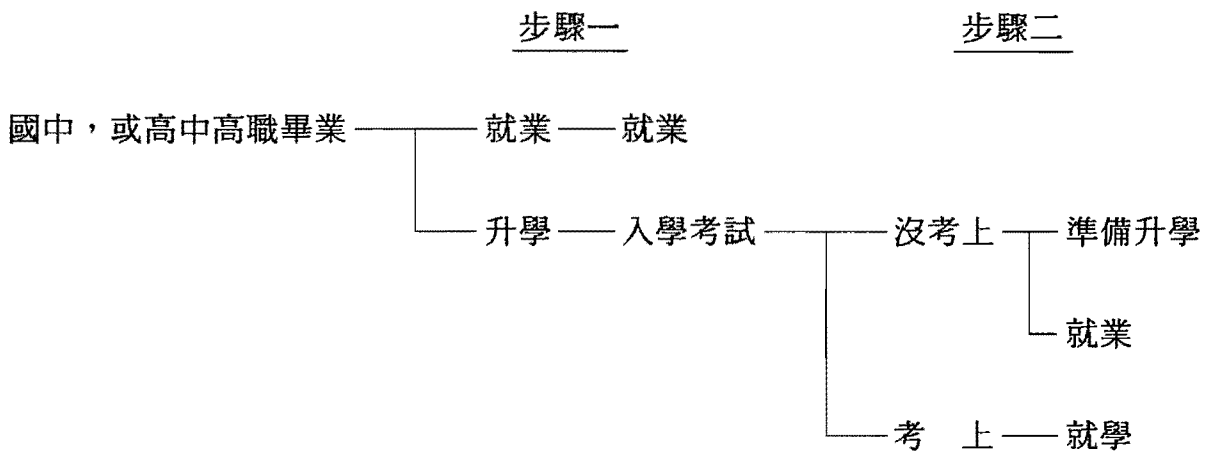 步驟一 步驟二
國中，或高中高職畢業 就業 就業
升學 入學考試 沒考上 準備升學
就業
考 上 就學